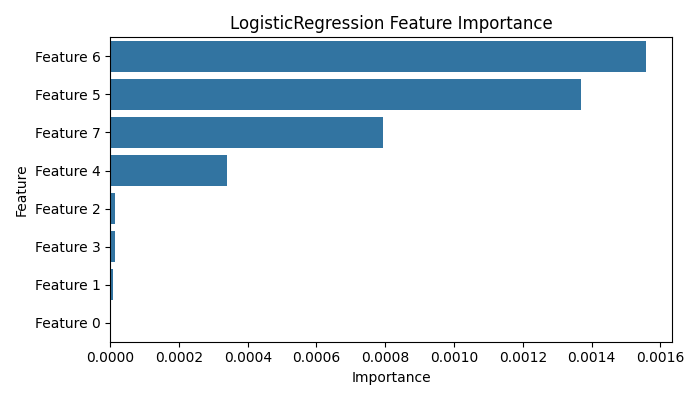 LogisticRegression Feature Importance
Feature 6
Feature 5
Feature 7
Feature 4
Feature 2
Feature 3
Feature 1
Feature 0
Feature
0.0000 0.0002 0.0004 0.0006 0.0008 0.0010 0.0012 0.0014 0.0016
Importance